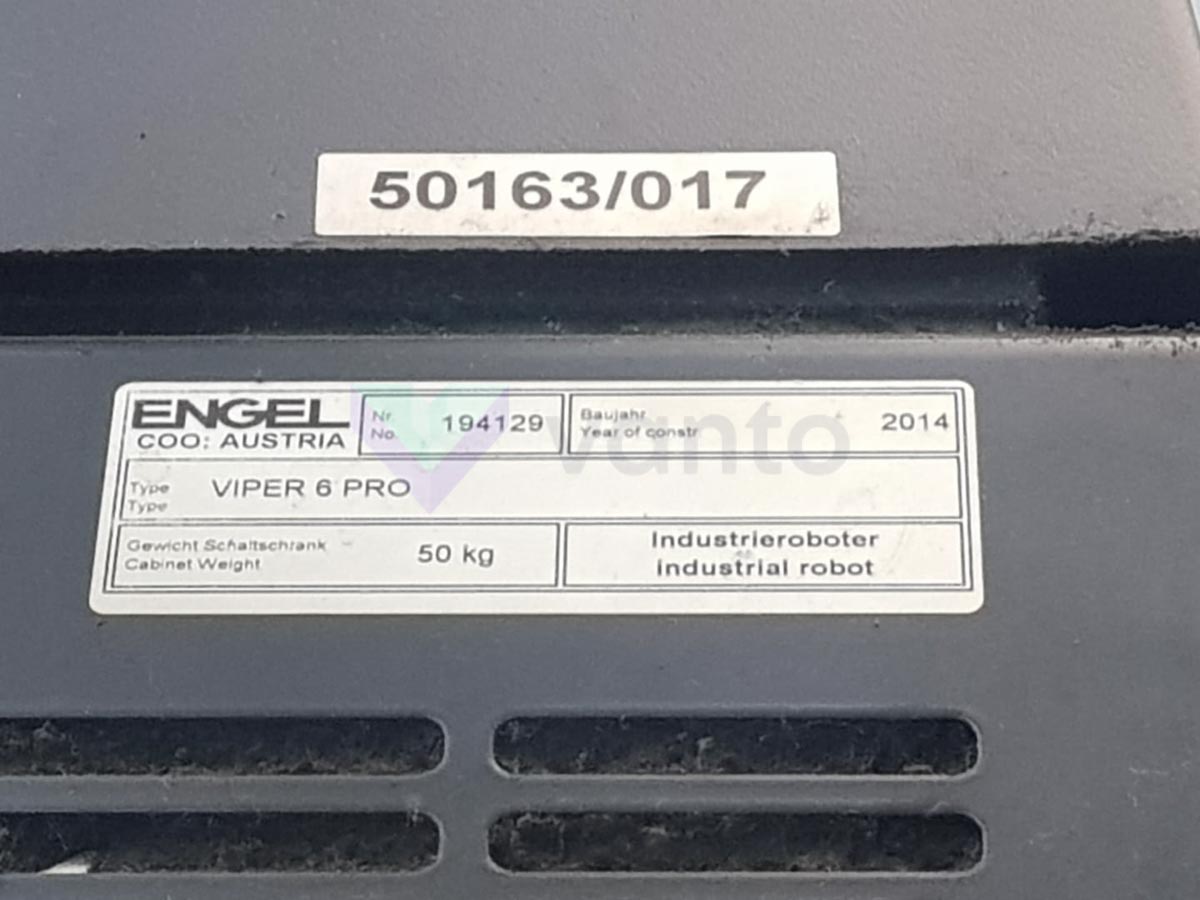 50163/017
ENGEL
COO: AUSTRIA
Nr.
No.
194129
Baujahr
Year of constr.
2014
Type
Type
VIPER 6 PRO
Gewicht Schaltschrank
Cabinet Weight
50 kg
Industrieroboter
industrial robot
vanto